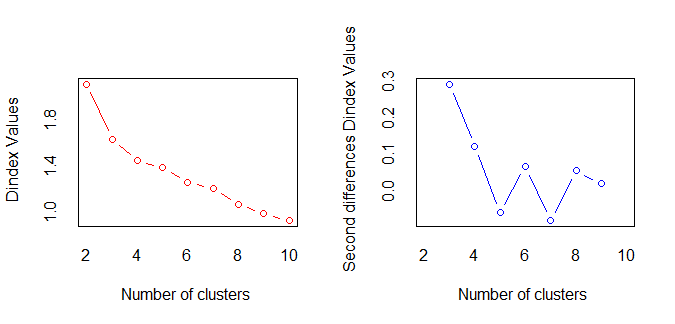 Dindex Values
1.0 1.4 1.8
2 4 6 8 10
Number of clusters
Second differences Dindex Values
0.0 0.1 0.2 0.3
2 4 6 8 10
Number of clusters